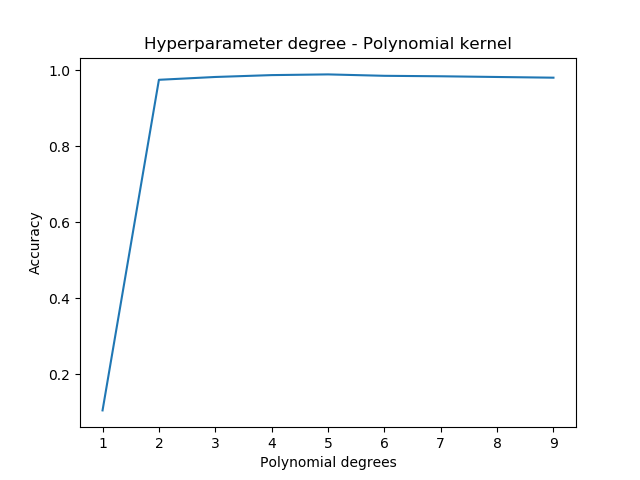 Hyperparameter degree - Polynomial kernel
1.0
0.8
0.6
0.4
0.2
Accuracy
1 2 3 4 5 6 7 8 9
Polynomial degrees